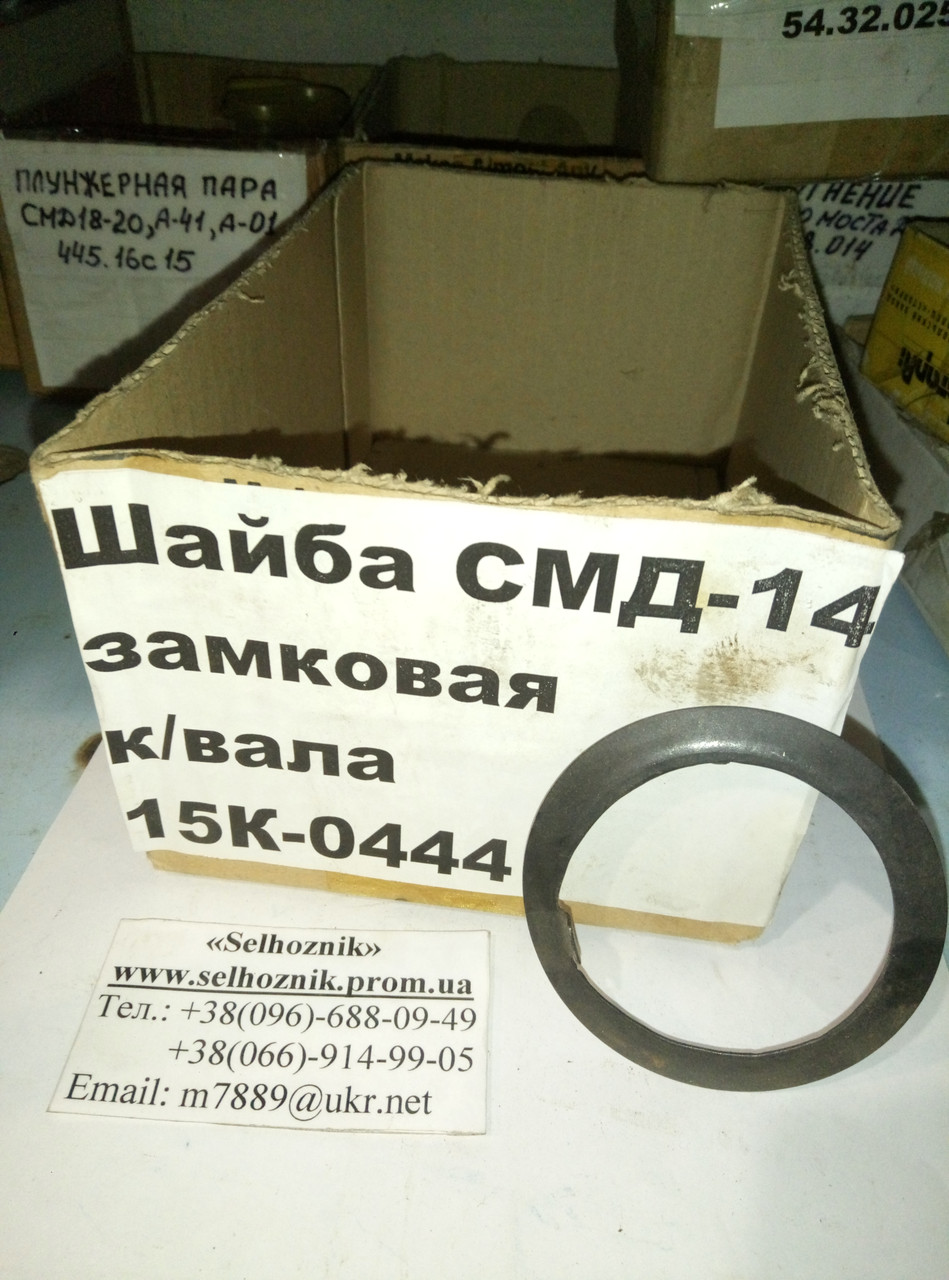 54.32.025
ПЛУНЖЕРНАЯ ПАРА
СМД18-20, А-41, А-01
445.16с15
МОСТА
.014
Шайба СМД-14
замковая
к/вала
15К-0444
«Selhoznik»
www.selhoznik.prom.ua
Тел.: +38(096)-688-09-49
+38(066)-914-99-05
Email: m7889@ukr.net